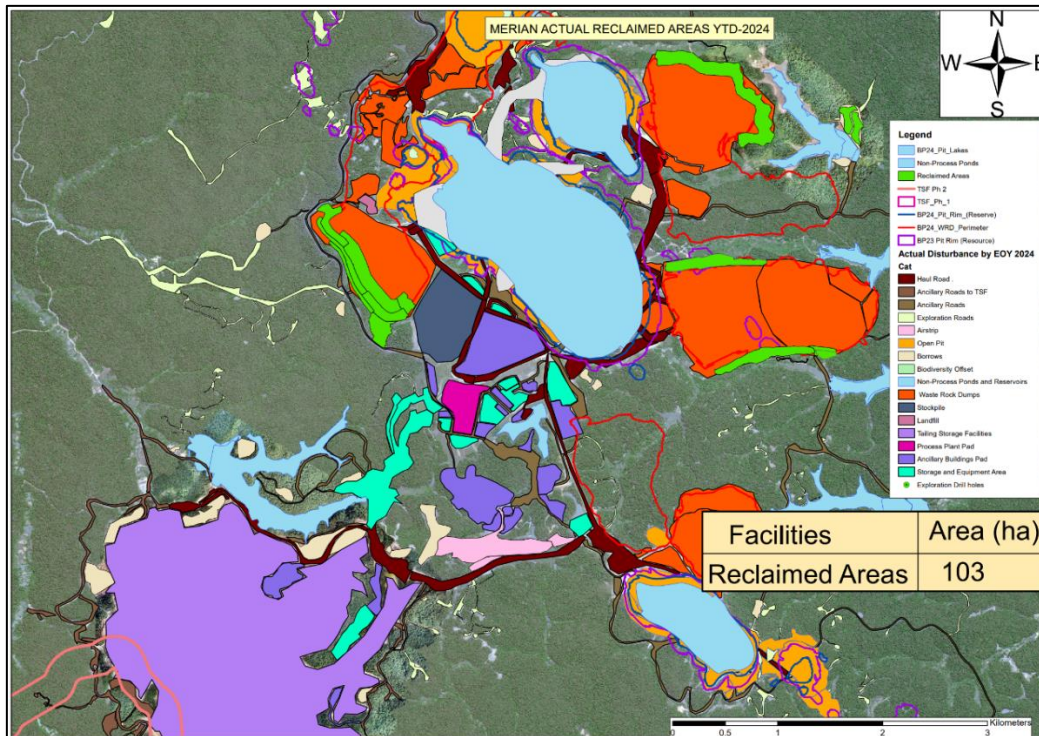 MERIAN ACTUAL RECLAIMED AREAS YTD-2024
N
W E
S
Legend
BP24_Pit_Lakes
Non-Process Ponds
Reclaimed Areas
TSF Ph 2
TSF_Ph_1
BP24_Pit_Rim_(Reserve)
BP24_WRD_Perimeter
BP23 Pit Rim (Resource)
Actual Disturbance by EOY 2024
Cat
Haul Road
Ancillary Roads to TSF
Ancillary Roads
Exploration Roads
Airstrip
Open Pit
Borrows
Biodiversity Offset
Non-Process Ponds and Reservoirs
Waste Rock Dumps
Stockpile
Landfill
Tailing Storage Facilities
Process Plant Pad
Ancillary Buildings Pad
Storage and Equipment Area
Exploration Drill holes
Facilities Area (ha)
Reclaimed Areas 103
Kilometers
0 0.5 1 2 3